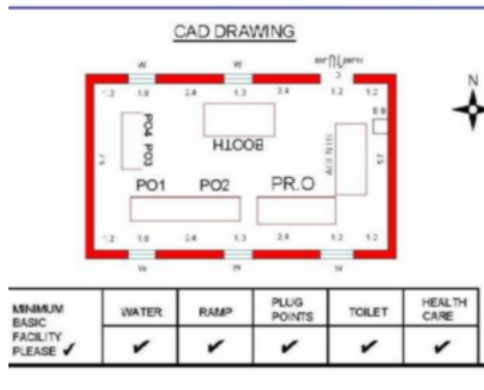 CAD DRAWING
N
W W
1.2 1.8 2.4 1.3 2.4 1.2 1.2
E B
PO4 PO3
BOOTH
5.7
PO1 PO2 PR.O
1.2 1.8 2.4 1.3 2.4 1.2 1.2
W W W
MINIMUM BASIC FACILITY PLEASE ✓
WATER RAMP PLUG POINTS TOILET HEALTH CARE
✓ ✓ ✓ ✓ ✓